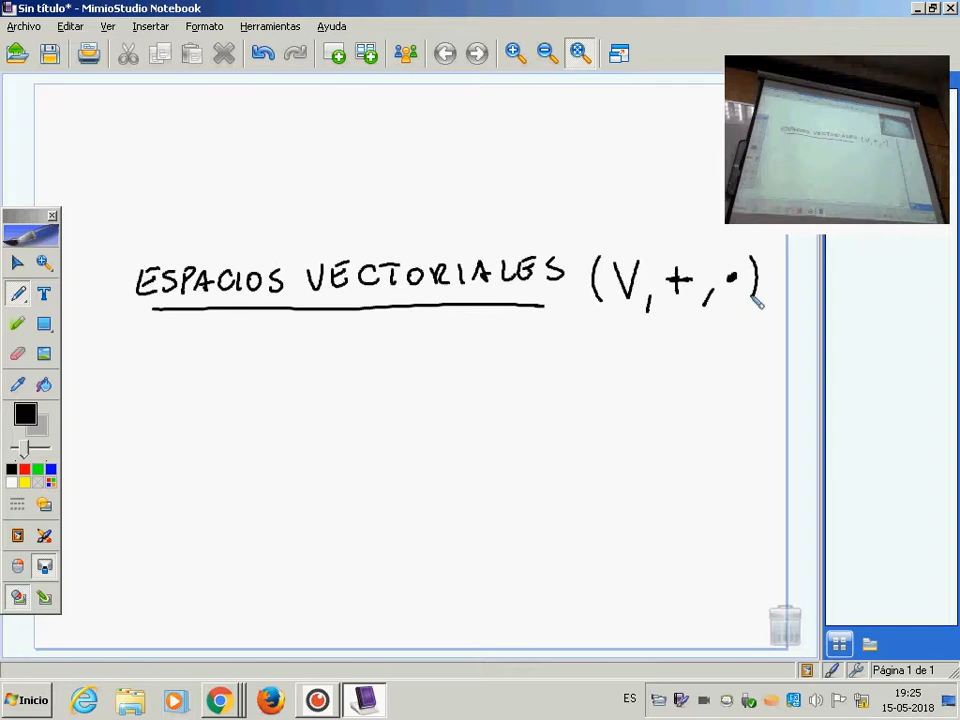 Sin título* - MimioStudio Notebook
Archivo Editar Ver Insertar Formato Herramientas Ayuda
ESPACIOS VECTORIALES (V, +, •)
T
Página 1 de 1
Inicio
ES
19:25
15-05-2018